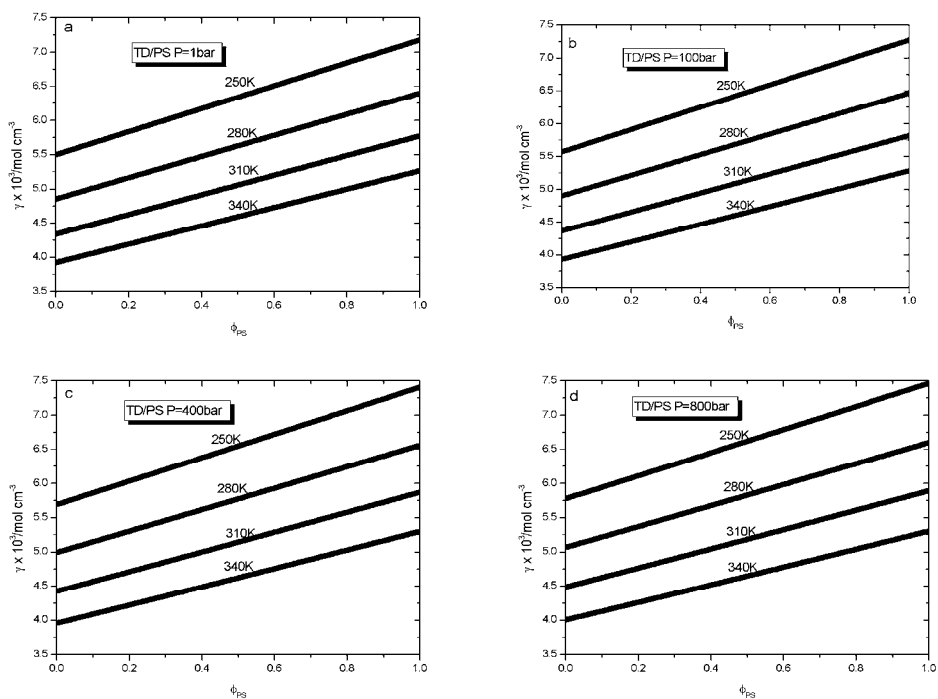 a
TD/PS P=1bar
7.5
7.0
6.5
6.0
5.5
5.0
4.5
4.0
3.5
γ x 10³/mol cm⁻³
250K
280K
310K
340K
0.0 0.2 0.4 0.6 0.8 1.0
ϕPS
b
TD/PS P=100bar
7.5
7.0
6.5
6.0
5.5
5.0
4.5
4.0
3.5
γ x 10³/mol cm⁻³
250K
280K
310K
340K
0.0 0.2 0.4 0.6 0.8 1.0
ϕPS
c
TD/PS P=400bar
7.5
7.0
6.5
6.0
5.5
5.0
4.5
4.0
3.5
γ x 10³/mol cm⁻³
250K
280K
310K
340K
0.0 0.2 0.4 0.6 0.8 1.0
ϕPS
d
TD/PS P=800bar
7.5
7.0
6.5
6.0
5.5
5.0
4.5
4.0
3.5
γ x 10³/mol cm⁻³
250K
280K
310K
340K
0.0 0.2 0.4 0.6 0.8 1.0
ϕPS